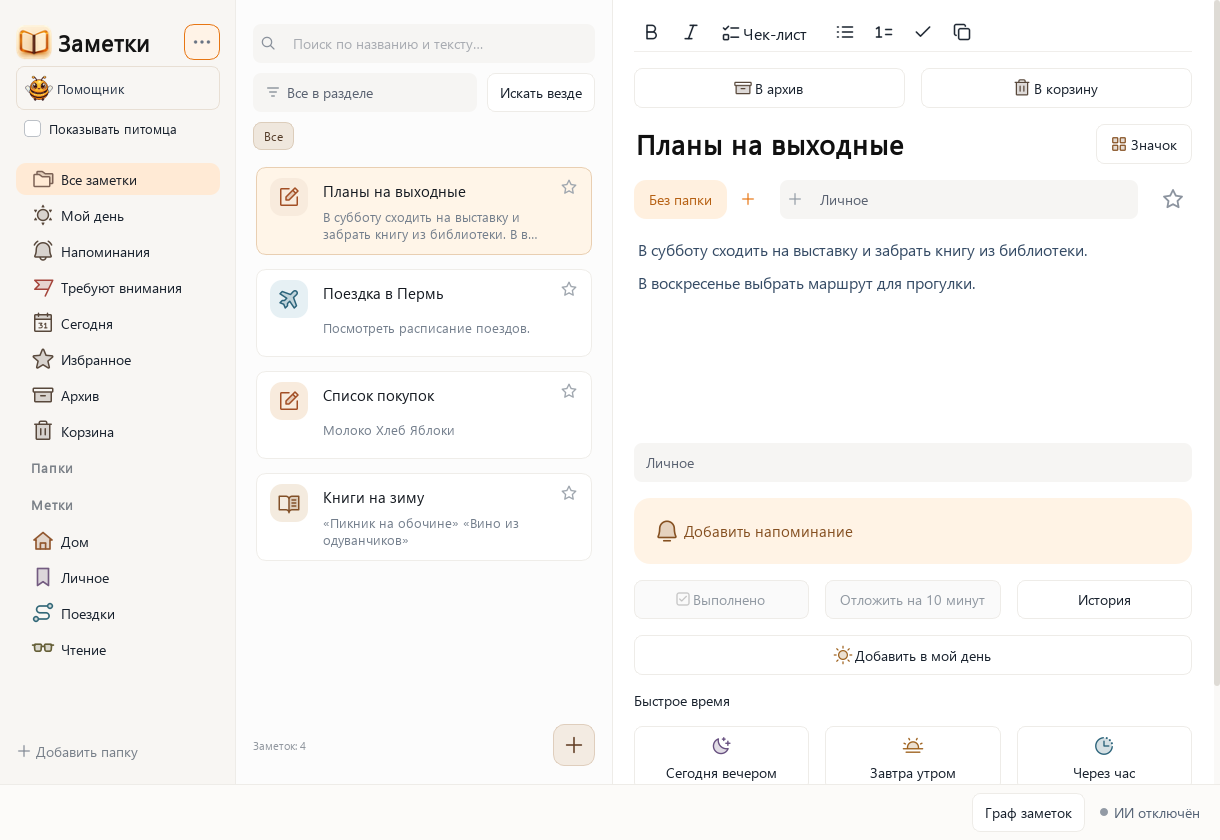 Заметки
Помощник
Показывать питомца
Все заметки
Мой день
Напоминания
Требуют внимания
Сегодня
Избранное
Архив
Корзина
Папки
Метки
Дом
Личное
Поездки
Чтение
Добавить папку
Поиск по названию и тексту...
Все в разделе
Искать везде
Все
Планы на выходные
В субботу сходить на выставку и
забрать книгу из библиотеки. В в...
Поездка в Пермь
Посмотреть расписание поездов.
Список покупок
Молоко Хлеб Яблоки
Книги на зиму
«Пикник на обочине» «Вино из
одуванчиков»
Заметок: 4
Чек-лист
В архив
В корзину
Планы на выходные
Значок
Без папки
Личное
В субботу сходить на выставку и забрать книгу из библиотеки.
В воскресенье выбрать маршрут для прогулки.
Личное
Добавить напоминание
Выполнено
Отложить на 10 минут
История
Добавить в мой день
Быстрое время
Сегодня вечером
Завтра утром
Через час
Граф заметок
ИИ отключён